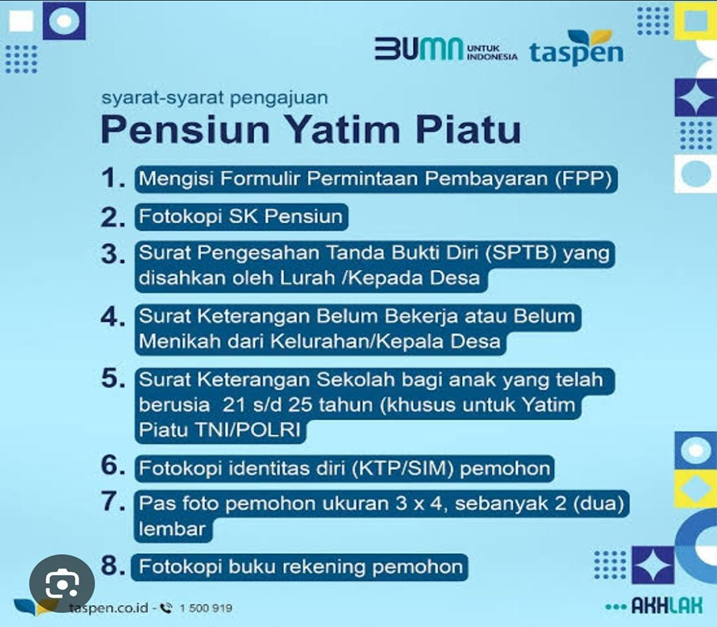 BUMN UNTUK INDONESIA taspen
syarat-syarat pengajuan
Pensiun Yatim Piatu
1. Mengisi Formulir Permintaan Pembayaran (FPP)
2. Fotokopi SK Pensiun
3. Surat Pengesahan Tanda Bukti Diri (SPTB) yang
disahkan oleh Lurah /Kepada Desa
4. Surat Keterangan Belum Bekerja atau Belum
Menikah dari Kelurahan/Kepala Desa
5. Surat Keterangan Sekolah bagi anak yang telah
berusia 21 s/d 25 tahun (khusus untuk Yatim
Piatu TNI/POLRI
6. Fotokopi identitas diri (KTP/SIM) pemohon
7. Pas foto pemohon ukuran 3 x 4, sebanyak 2 (dua)
lembar
8. Fotokopi buku rekening pemohon
taspen.co.id - 1 500 919
AKHLAK